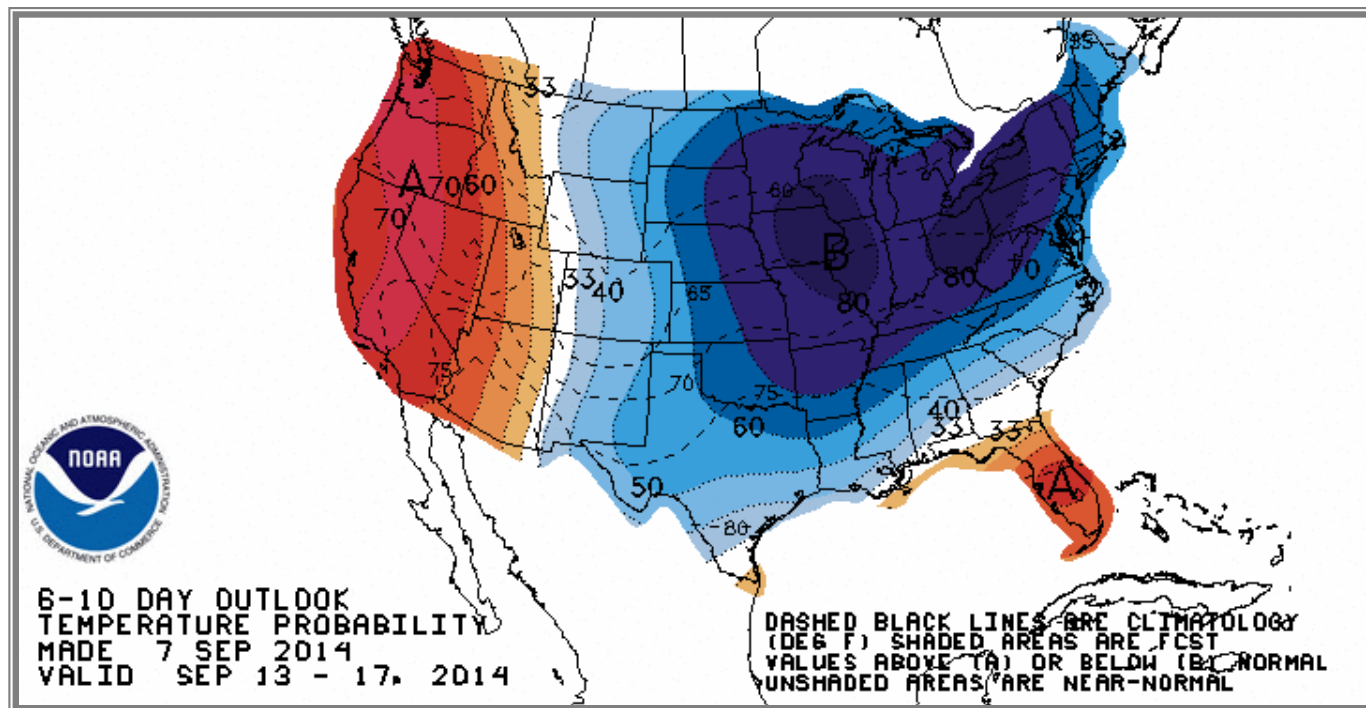 45
33
60
A 70 60
70
B
33 40
65
80
80 70
75
70
75
60
40
33
33
A
50
80
NATIONAL OCEANIC AND ATMOSPHERIC ADMINISTRATION
NOAA
U.S. DEPARTMENT OF COMMERCE
6-10 DAY OUTLOOK
TEMPERATURE PROBABILITY
MADE 7 SEP 2014
VALID SEP 13 - 17, 2014
DASHED BLACK LINES ARE CLIMATOLOGY
(DEG F) SHADED AREAS ARE FCST
VALUES ABOVE (A) OR BELOW (B) NORMAL
UNSHADED AREAS ARE NEAR-NORMAL